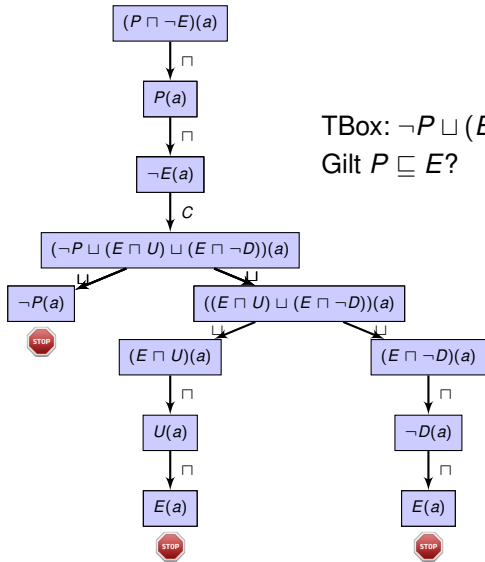 (P ⊓ ¬E)(a)
⊓
P(a)
⊓
TBox: ¬P ⊔ (E
Gilt P ⊑ E?
¬E(a)
C
(¬P ⊔ (E ⊓ U) ⊔ (E ⊓ ¬D))(a)
⊔ ⊔
¬P(a) ((E ⊓ U) ⊔ (E ⊓ ¬D))(a)
STOP
⊔ ⊔
(E ⊓ U)(a) (E ⊓ ¬D)(a)
⊓ ⊓
U(a) ¬D(a)
⊓ ⊓
E(a) E(a)
STOP STOP